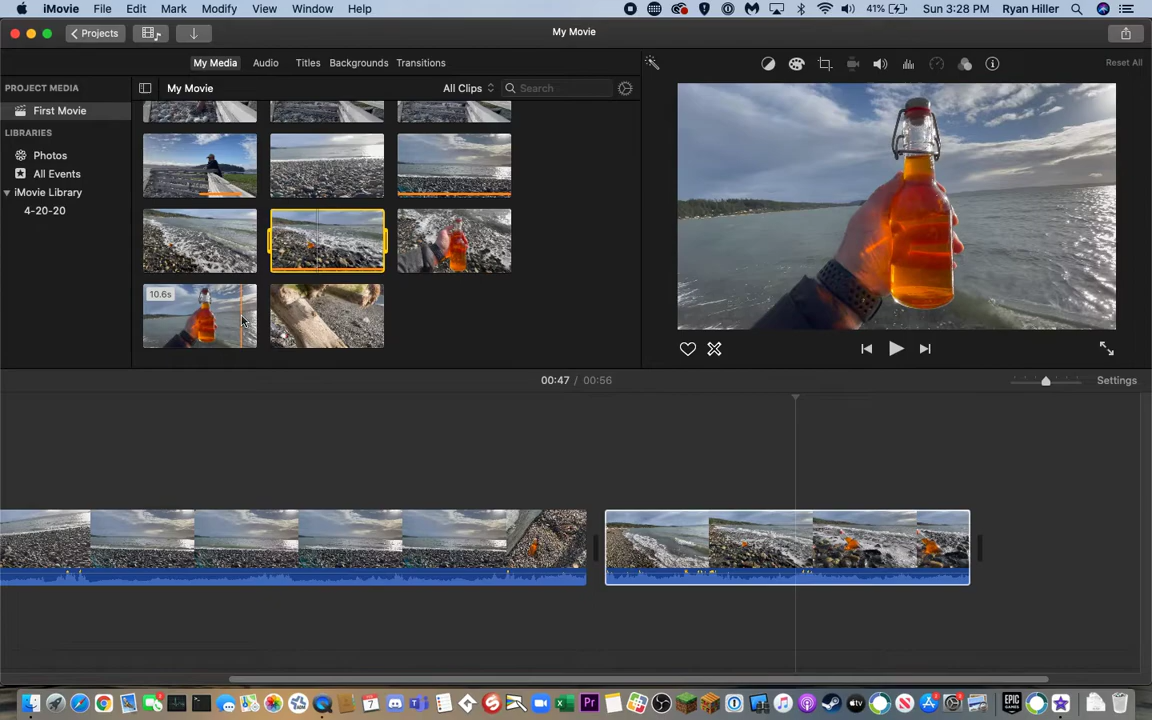 iMovie File Edit Mark Modify View Window Help 41% Sun 3:28 PM Ryan Hiller
Projects My Movie
My Media Audio Titles Backgrounds Transitions Reset All
PROJECT MEDIA My Movie All Clips Search
First Movie
LIBRARIES
Photos
All Events
iMovie Library
4-20-20
10.6s
00:47 / 00:56 Settings